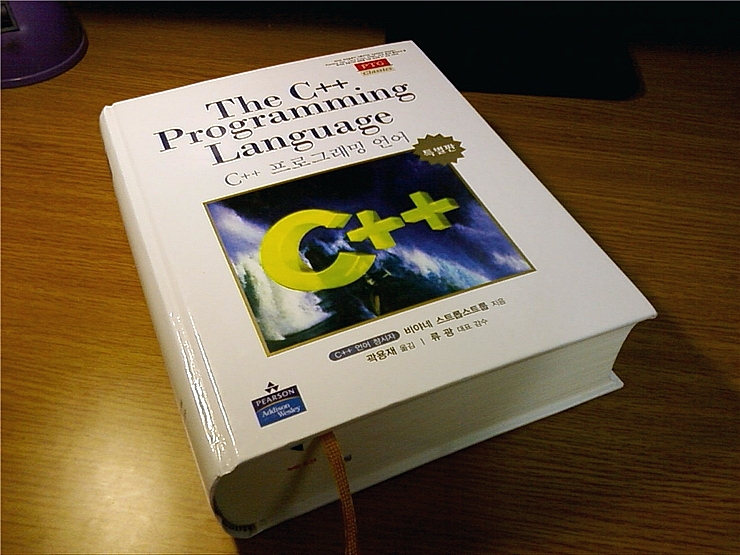 PTG
Classics
The C++
Programming
Language
C++ 프로그래밍 언어
특별판
C++
C++ 언어 창시자 비야네 스트롭스트룹 지음
곽용재 옮김 | 류광 대표 감수
PEARSON
Addison
Wesley